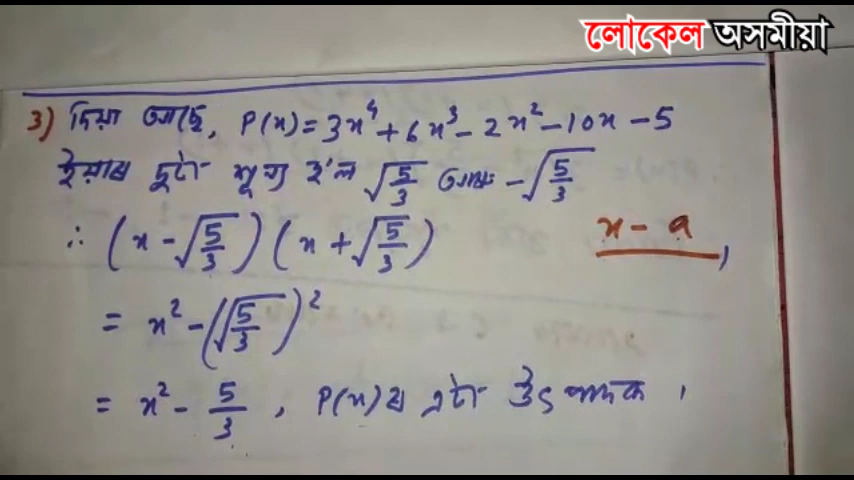 লোকেল অসমীয়া
3) দিয়া আছে, P(x) = 3x⁴ + 6x³ - 2x² - 10x - 5
ইয়াৰ দুটা শূন্য হ'ল √(5/3) আৰু -√(5/3)
∴ (x - √(5/3)) (x + √(5/3))
x - a,
= x² - (√(5/3))²
= x² - 5/3, P(x)ৰ এটা উৎপাদক ৷